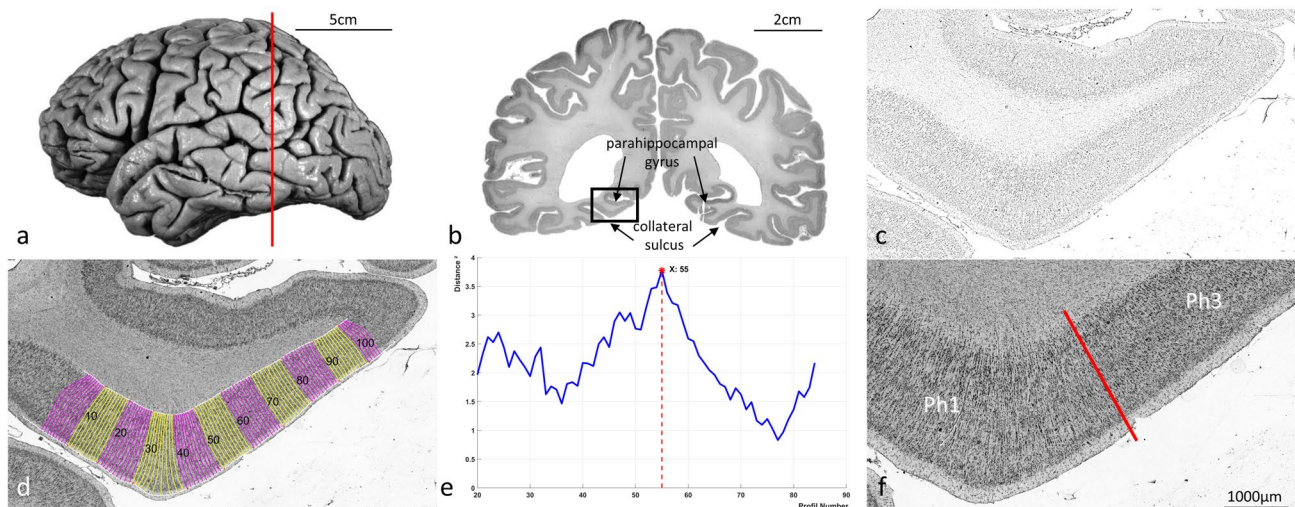 5cm
a
2cm
parahippocampal
gyrus
collateral
sulcus
b
c
10
20
30
40
50
60
70
80
90
100
d
Distance ²
4
3.5
3
2.5
2
1.5
1
0.5
0
X: 55
20
30
40
50
60
70
80
90
Profil Number
e
Ph3
Ph1
f
1000µm